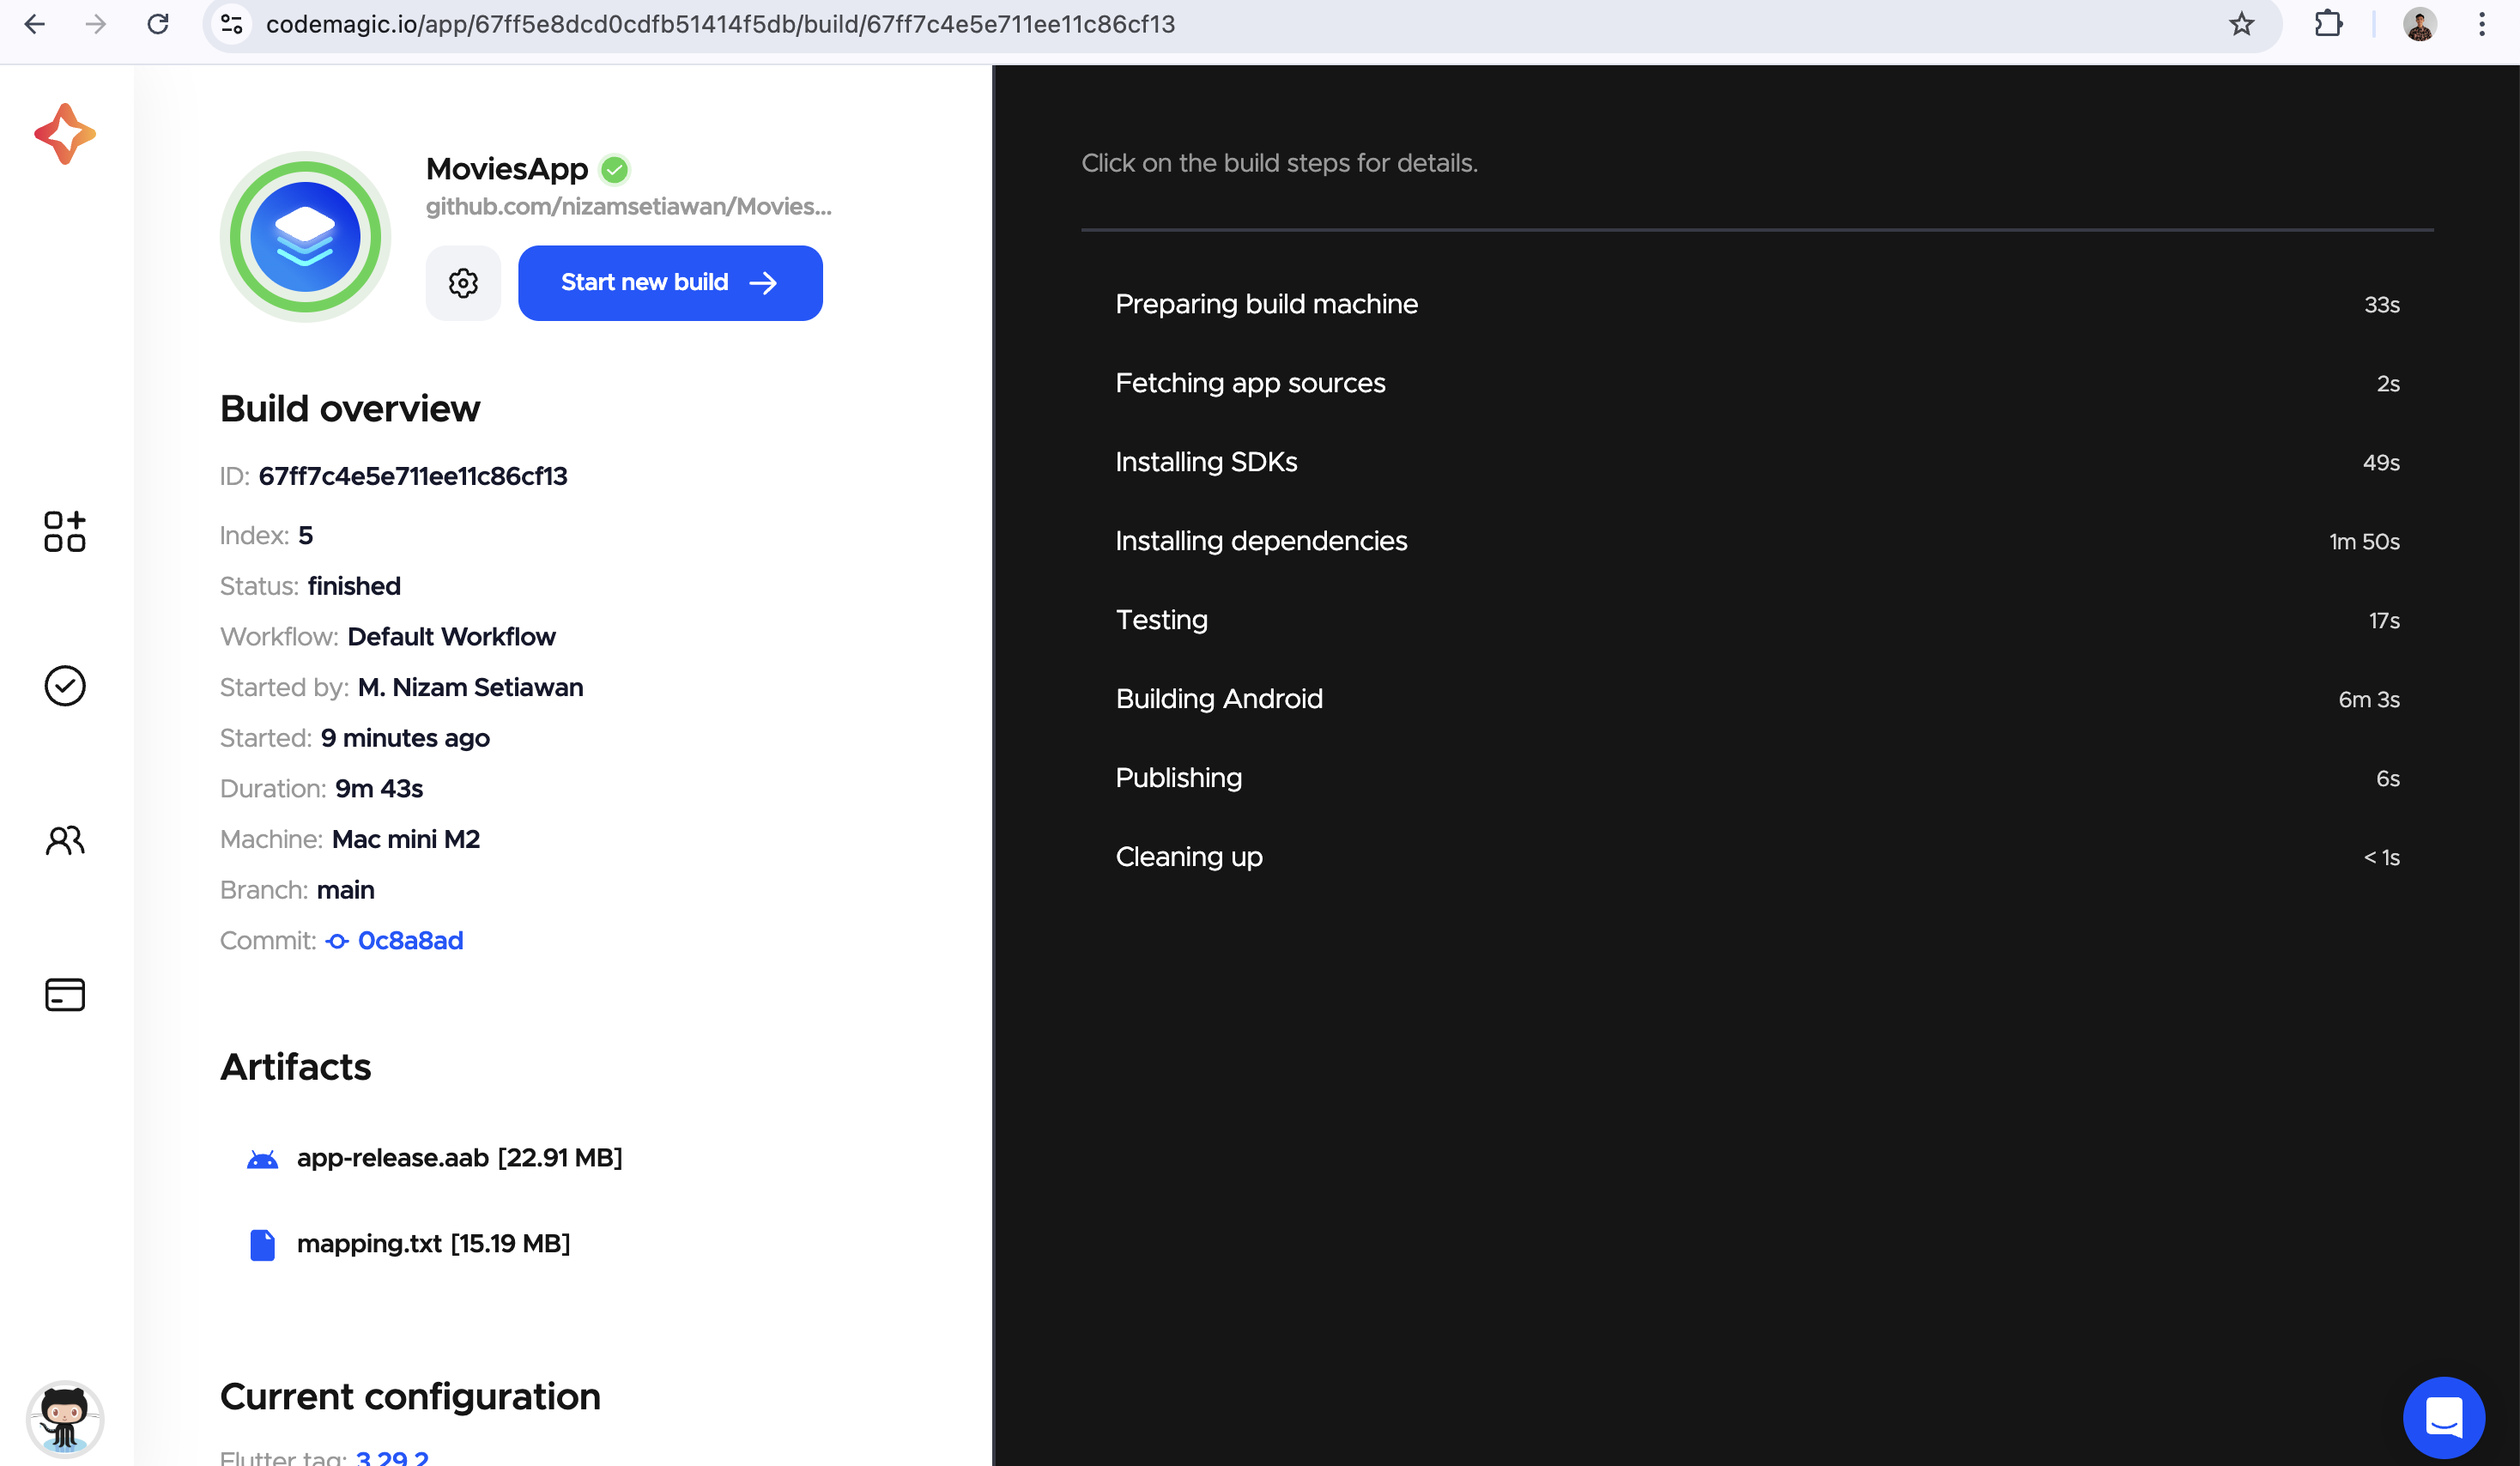 codemagic.io/app/67ff5e8dcd0cdfb51414f5db/build/67ff7c4e5e711ee11c86cf13
MoviesApp
github.com/nizamsetiawan/Movies...
Start new build
Build overview
ID: 67ff7c4e5e711ee11c86cf13
Index: 5
Status: finished
Workflow: Default Workflow
Started by: M. Nizam Setiawan
Started: 9 minutes ago
Duration: 9m 43s
Machine: Mac mini M2
Branch: main
Commit: 0c8a8ad
Artifacts
app-release.aab [22.91 MB]
mapping.txt [15.19 MB]
Current configuration
Flutter tag: 3.29.2
Click on the build steps for details.
Preparing build machine 33s
Fetching app sources 2s
Installing SDKs 49s
Installing dependencies 1m 50s
Testing 17s
Building Android 6m 3s
Publishing 6s
Cleaning up < 1s